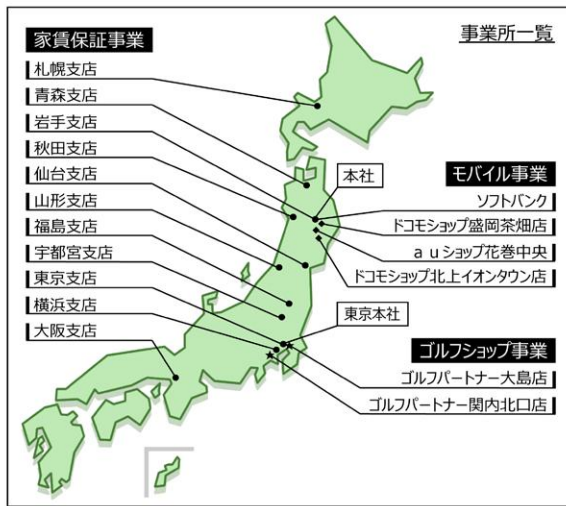 家賃保証事業
札幌支店
青森支店
岩手支店
秋田支店
仙台支店
山形支店
福島支店
宇都宮支店
東京支店
横浜支店
大阪支店
事業所一覧
本社
モバイル事業
ソフトバンク
ドコモショップ盛岡茶畑店
auショップ花巻中央
ドコモショップ北上イオンタウン店
東京本社
ゴルフショップ事業
ゴルフパートナー大島店
ゴルフパートナー関内北口店